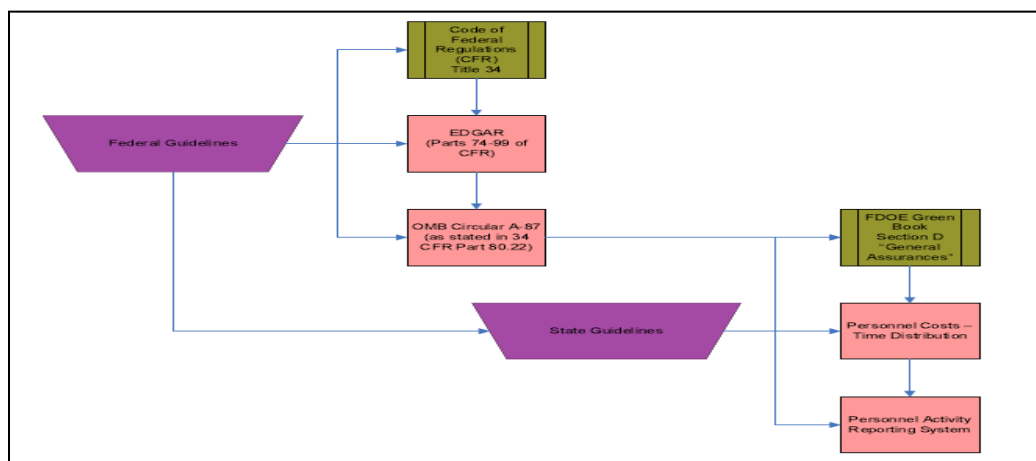 Code of
Federal
Regulations
(CFR)
Title 34
Federal Guidelines
EDGAR
(Parts 74-99 of
CFR)
OMB Circular A-87
(as stated in 34
CFR Part 80.22)
FDOE Green
Book
Section D
"General
Assurances"
State Guidelines
Personnel Costs –
Time Distribution
Personnel Activity
Reporting System